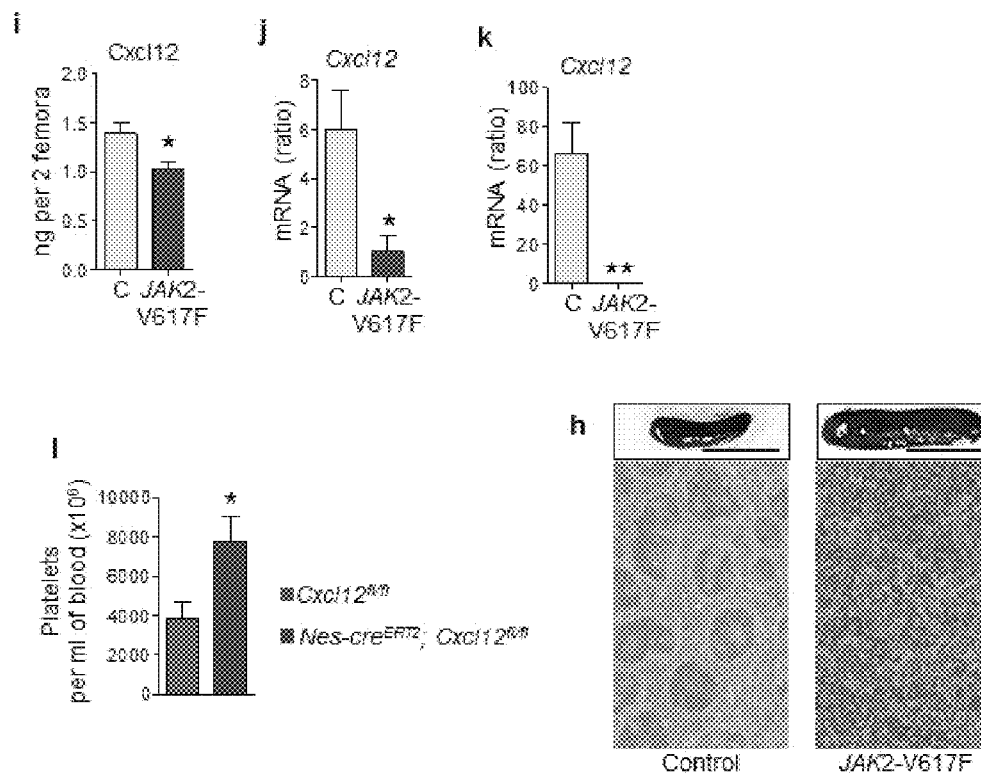 i
Cxcl12
ng per 2 femora
2.0
1.5
1.0
0.5
0.0
*
C JAK2-
V617F
j
Cxcl12
mRNA (ratio)
8
6
4
2
0
*
C JAK2-
V617F
k
Cxcl12
mRNA (ratio)
100
80
60
40
20
0
**
C JAK2-
V617F
l
Platelets
per ml of blood (x10⁶)
10000
8000
6000
4000
2000
0
*
Cxcl12fl/fl
Nes-creERT2; Cxcl12fl/fl
h
Control
JAK2-V617F